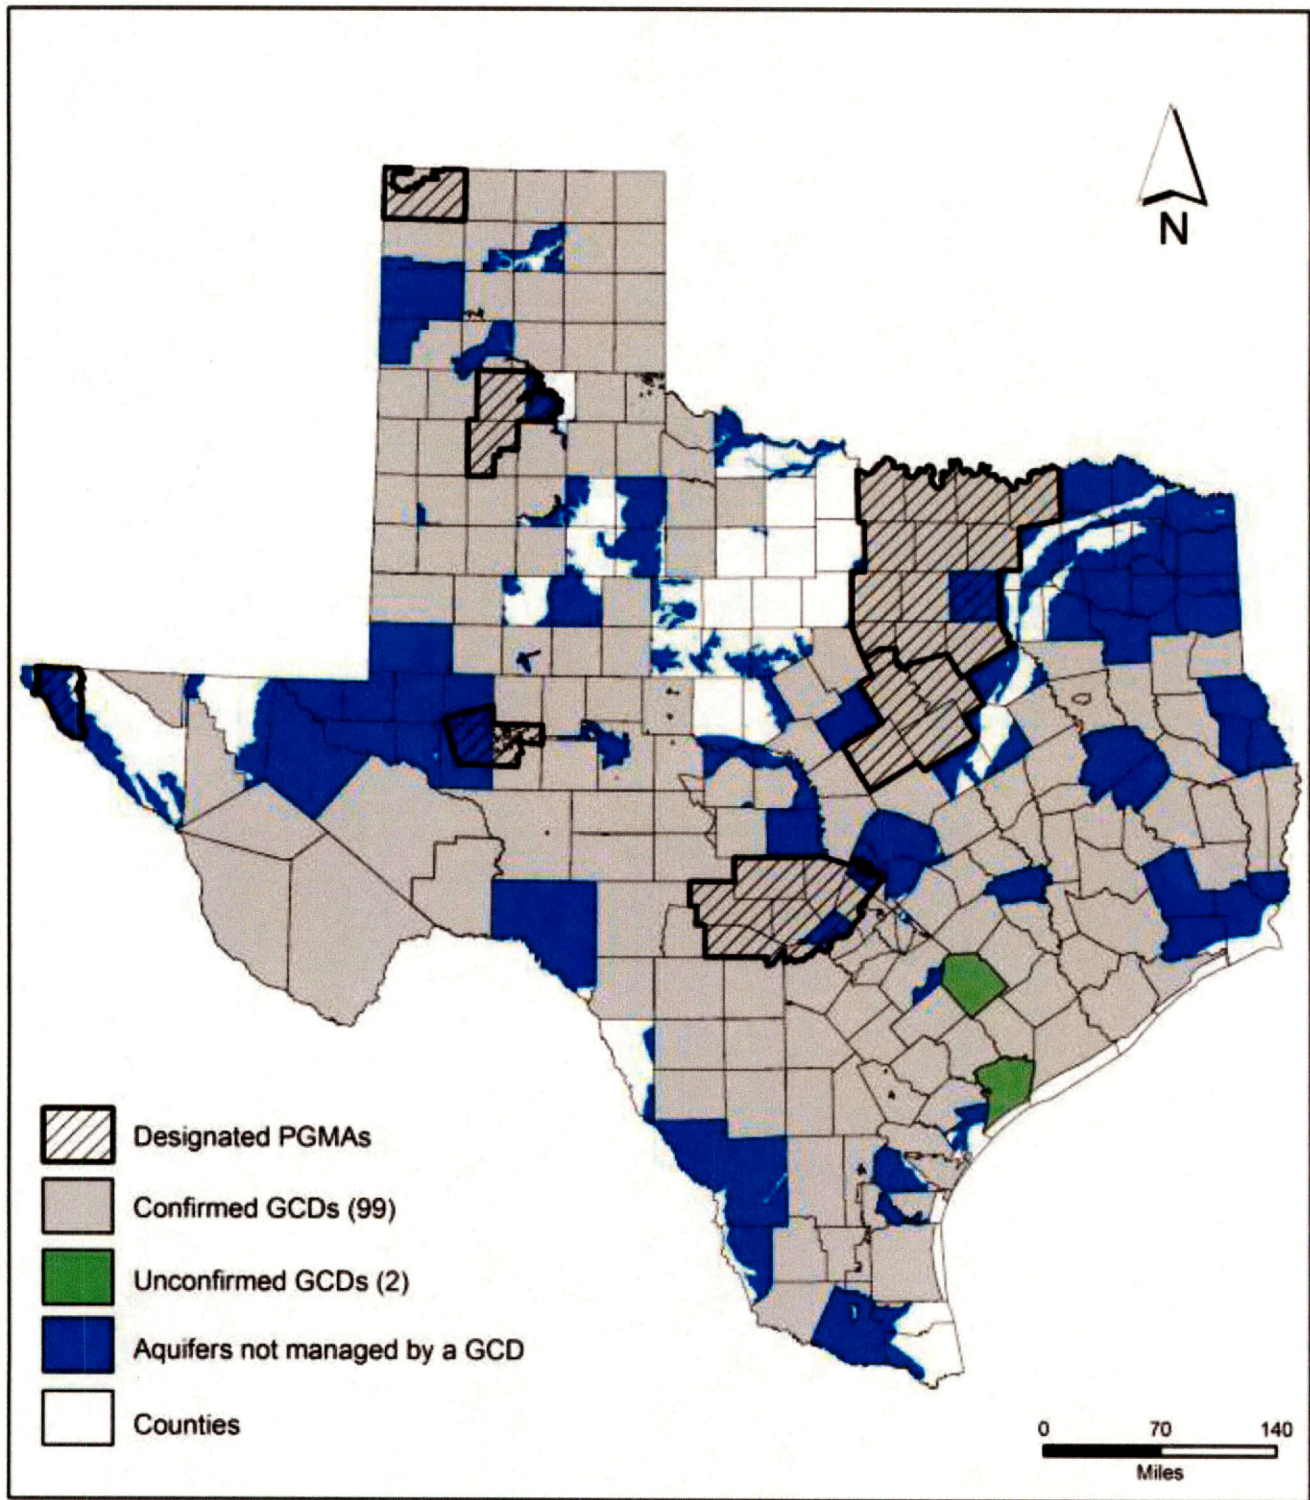 N
Designated PGMAs
Confirmed GCDs (99)
Unconfirmed GCDs (2)
Aquifers not managed by a GCD
Counties
0 70 140
Miles